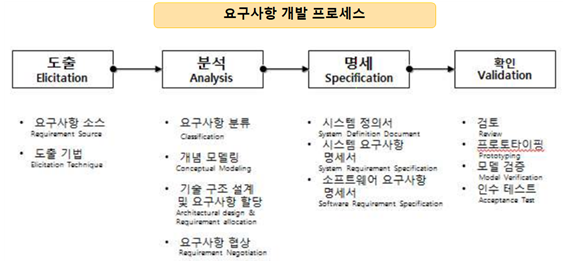 요구사항 개발 프로세스
도출
Elicitation
분석
Analysis
명세
Specification
확인
Validation
• 요구사항 소스
Requirement Source
• 도출 기법
Elicitation Technique
• 요구사항 분류
Classification
• 개념 모델링
Conceptual Modeling
• 기술 구조 설계
및 요구사항 할당
Architectural design &
Requirement allocation
• 요구사항 협상
Requirement Negotiation
• 시스템 정의서
System Definition Document
• 시스템 요구사항
명세서
System Requirement Specification
• 소프트웨어 요구사항
명세서
Software Requirement Specification
• 검토
Review
• 프로토타이핑
Prototyping
• 모델 검증
Model Verification
• 인수 테스트
Acceptance Test